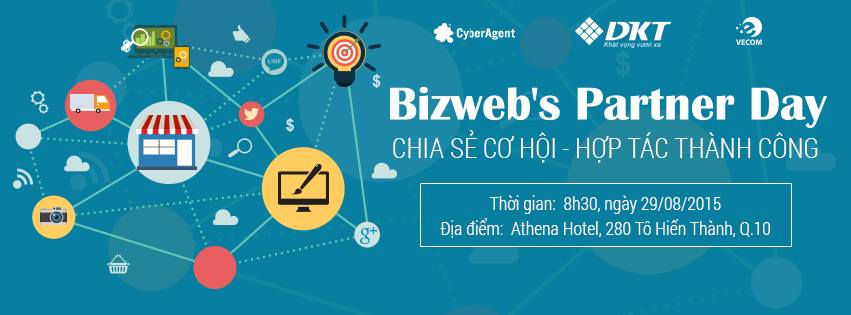 CyberAgent
DKT
Khát vọng vươn xa
VECOM
LINE
Bizweb's Partner Day
CHIA SẺ CƠ HỘI - HỢP TÁC THÀNH CÔNG
Thời gian: 8h30, ngày 29/08/2015
Địa điểm: Athena Hotel, 280 Tô Hiến Thành, Q.10
$
$
$
g+